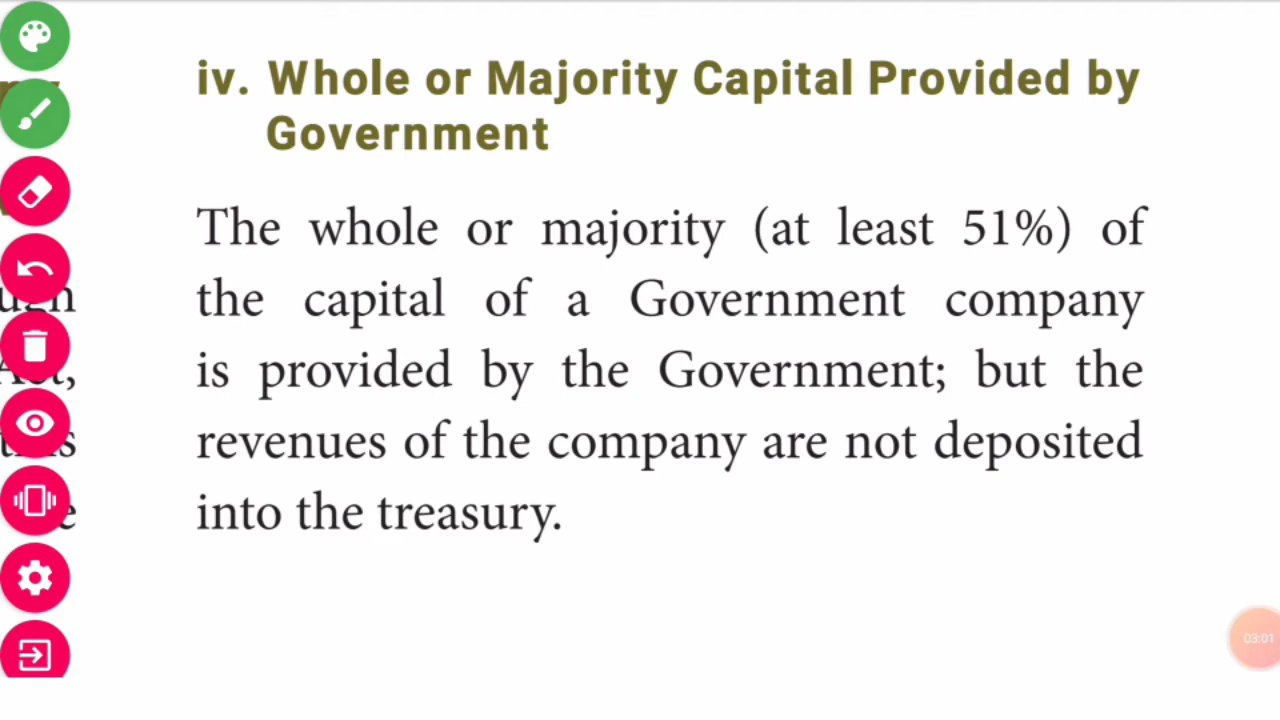 iv. Whole or Majority Capital Provided by
Government
The whole or majority (at least 51%) of
the capital of a Government company
is provided by the Government; but the
revenues of the company are not deposited
into the treasury.
03:01